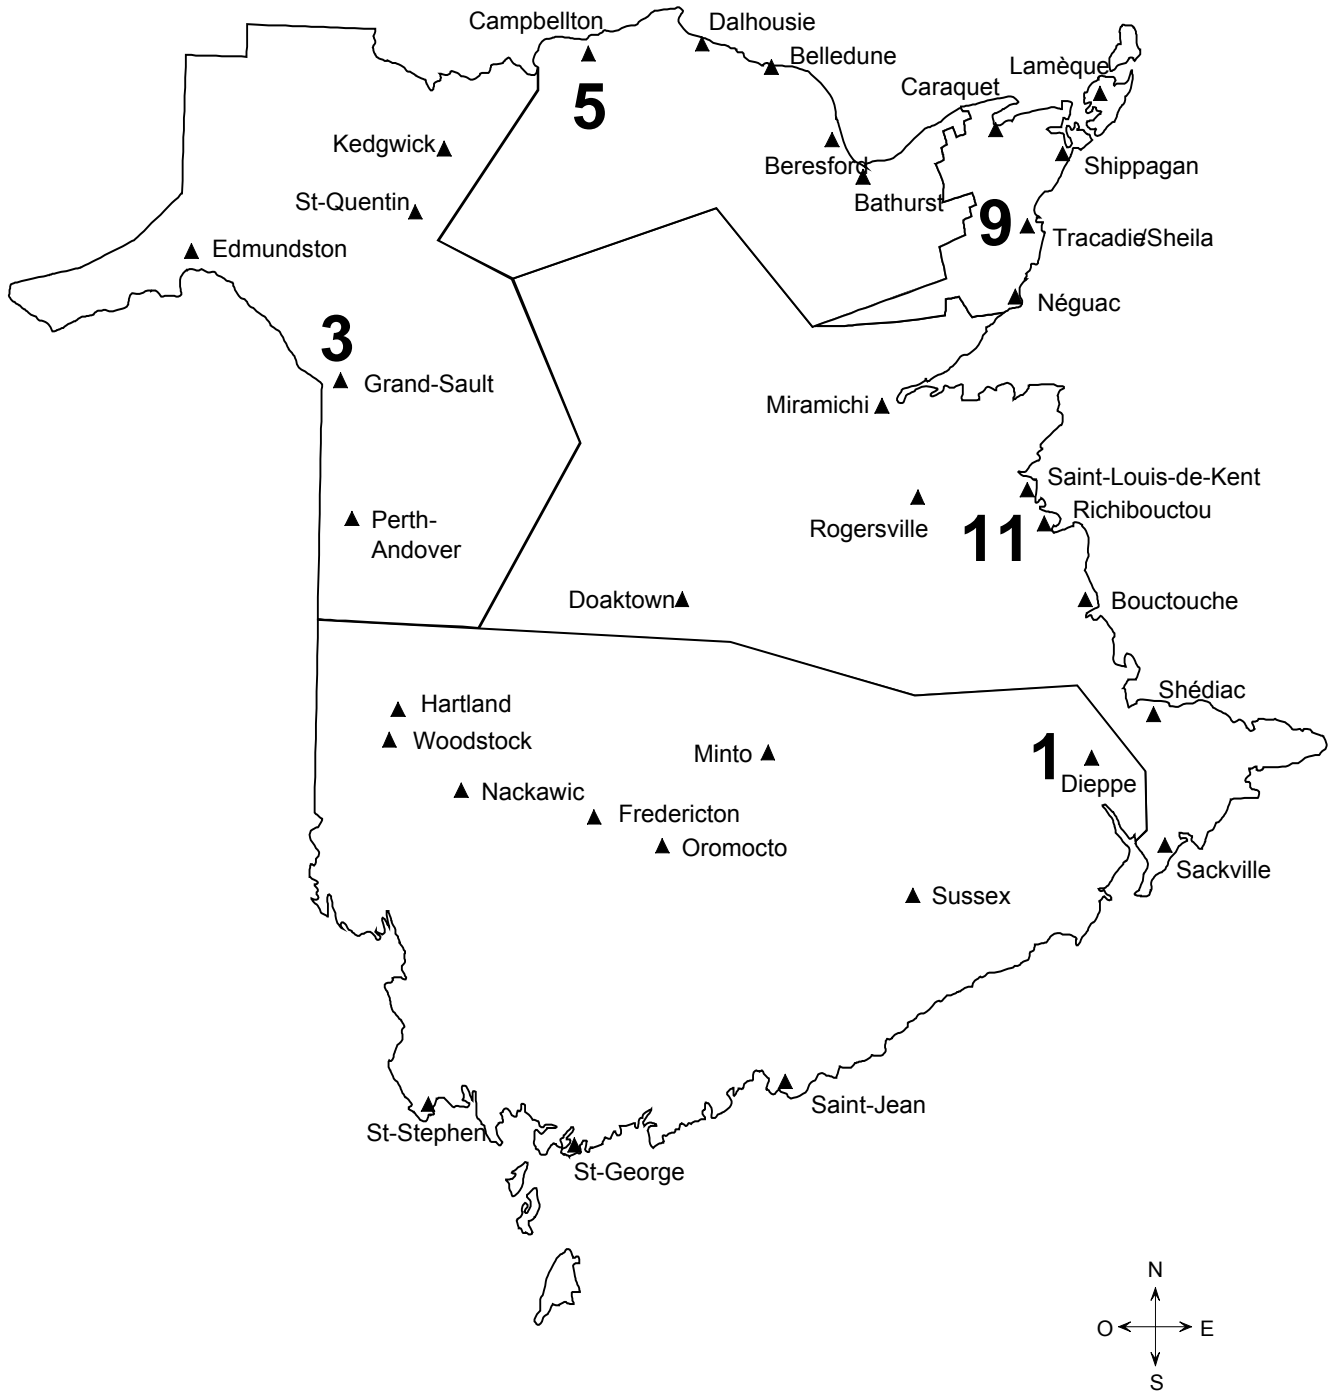 Campbellton
Dalhousie
Belledune
Lamèque
Caraquet
5
Kedgwick
Beresford
Shippagan
St-Quentin
Bathurst
9
Tracadie/Sheila
Edmundston
Néguac
3
Grand-Sault
Miramichi
Saint-Louis-de-Kent
Richibouctou
Perth-
Andover
Rogersville
11
Doaktown
Bouctouche
Shédiac
Hartland
Woodstock
Minto
1
Dieppe
Nackawic
Fredericton
Oromocto
Sackville
Sussex
Saint-Jean
St-Stephen
St-George
N
O E
S